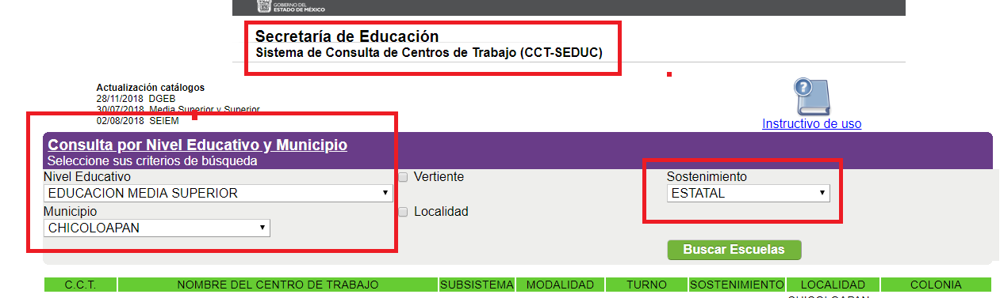 GOBIERNO DEL
ESTADO DE MÉXICO
Secretaría de Educación
Sistema de Consulta de Centros de Trabajo (CCT-SEDUC)
Actualización catálogos
28/11/2018 DGEB
30/07/2018 Media Superior y Superior
02/08/2018 SEIEM
?
Instructivo de uso
Consulta por Nivel Educativo y Municipio
Seleccione sus criterios de búsqueda
Nivel Educativo
Vertiente
Sostenimiento
EDUCACION MEDIA SUPERIOR
ESTATAL
Municipio
Localidad
CHICOLOAPAN
Buscar Escuelas
C.C.T. NOMBRE DEL CENTRO DE TRABAJO SUBSISTEMA MODALIDAD TURNO SOSTENIMIENTO LOCALIDAD COLONIA
CHICOLOAPAN